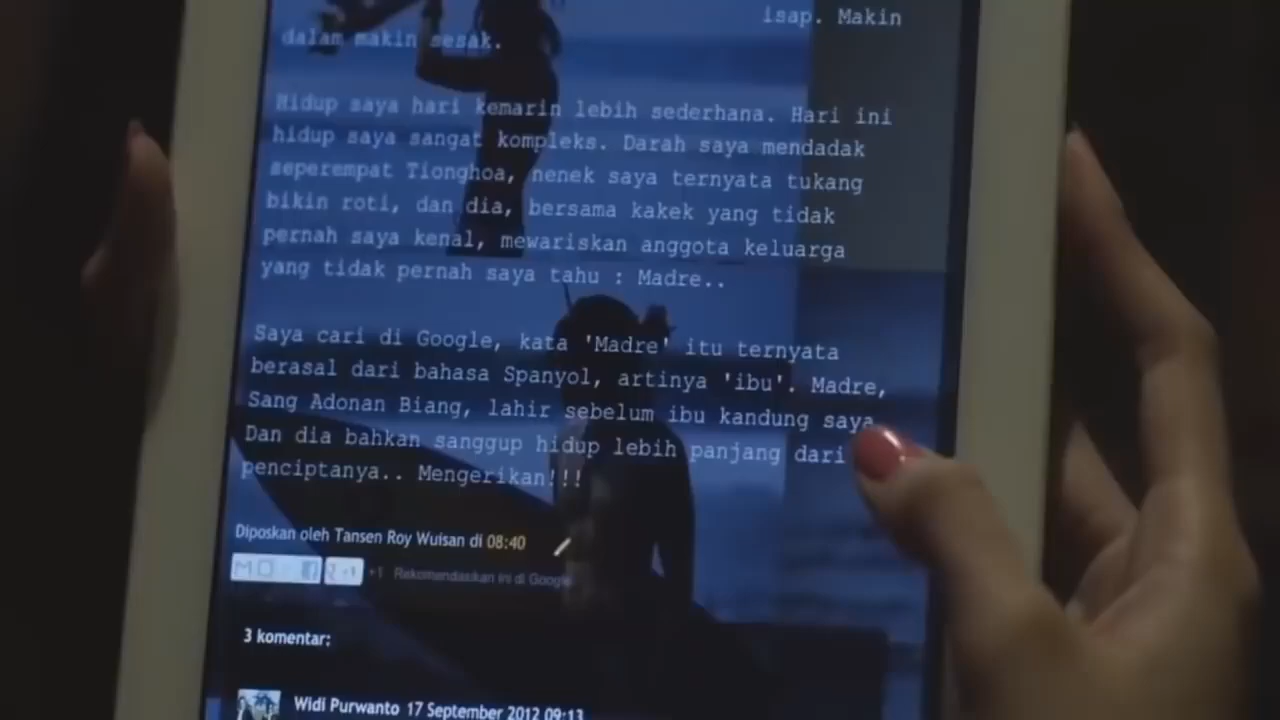 isap. Makin
dalam makin sesak.
Hidup saya hari kemarin lebih sederhana. Hari ini
hidup saya sangat kompleks. Darah saya mendadak
seperempat Tionghoa, nenek saya ternyata tukang
bikin roti, dan dia, bersama kakek yang tidak
pernah saya kenal, mewariskan anggota keluarga
yang tidak pernah saya tahu : Madre..
Saya cari di Google, kata 'Madre' itu ternyata
berasal dari bahasa Spanyol, artinya 'ibu'. Madre,
Sang Adonan Biang, lahir sebelum ibu kandung saya
Dan dia bahkan sanggup hidup lebih panjang dari
penciptanya.. Mengerikan!!!
Diposkan oleh Tansen Roy Wuisan di 08:40
+1 +1 Rekomendasikan ini di Google
3 komentar:
Widi Purwanto 17 September 2012 09:13